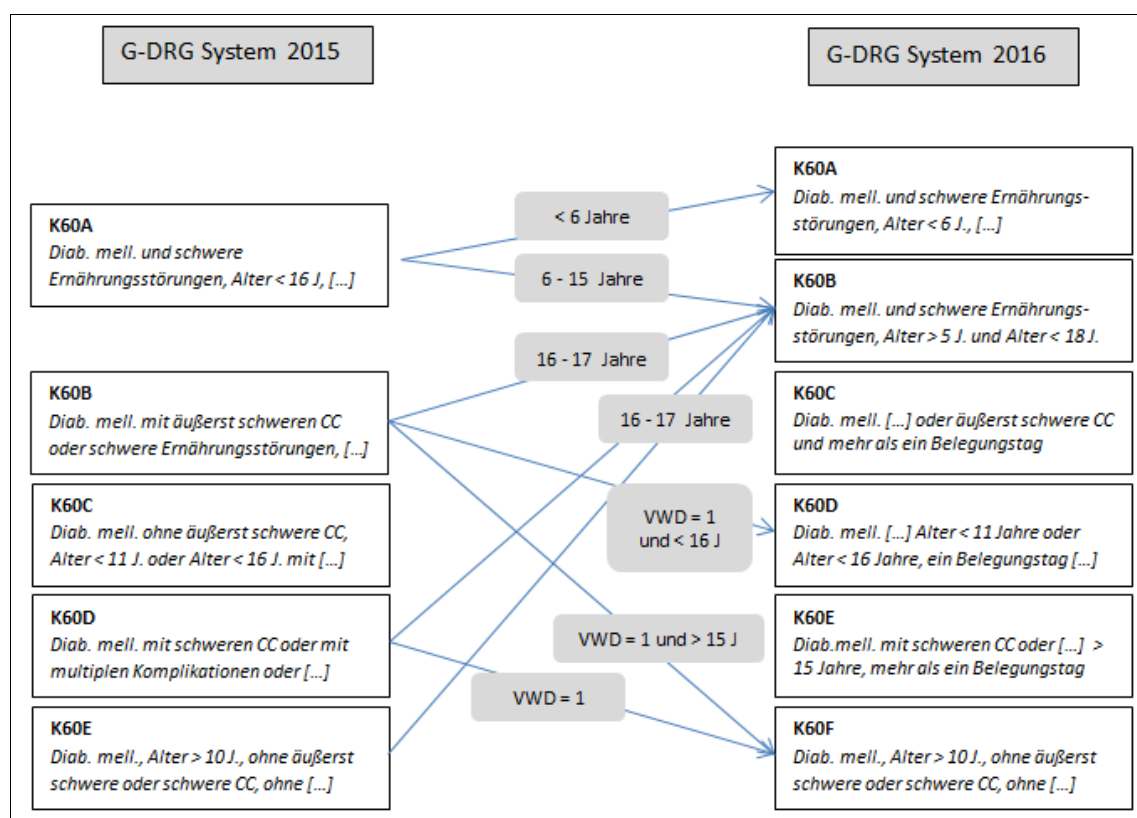 G-DRG System 2015
G-DRG System 2016
K60A
Diab. mell. und schwere
Ernährungsstörungen, Alter < 16 J, [...]
K60B
Diab. mell. mit äußerst schweren CC
oder schwere Ernährungsstörungen, [...]
K60C
Diab. mell. ohne äußerst schwere CC,
Alter < 11 J. oder Alter < 16 J. mit [...]
K60D
Diab. mell. mit schweren CC oder mit
multiplen Komplikationen oder [...]
K60E
Diab. mell., Alter > 10 J., ohne äußerst
schwere oder schwere CC, ohne [...]
< 6 Jahre
6 - 15 Jahre
16 - 17 Jahre
16 - 17 Jahre
VWD = 1
und < 16 J
VWD = 1 und > 15 J
VWD = 1
K60A
Diab. mell. und schwere Ernährungs-
störungen, Alter < 6 J., [...]
K60B
Diab. mell. und schwere Ernährungs-
störungen, Alter > 5 J. und Alter < 18 J.
K60C
Diab. mell. [...] oder äußerst schwere CC
und mehr als ein Belegungstag
K60D
Diab. mell. [...] Alter < 11 Jahre oder
Alter < 16 Jahre, ein Belegungstag [...]
K60E
Diab.mell. mit schweren CC oder [...] >
15 Jahre, mehr als ein Belegungstag
K60F
Diab. mell., Alter > 10 J., ohne äußerst
schwere oder schwere CC, ohne [...]